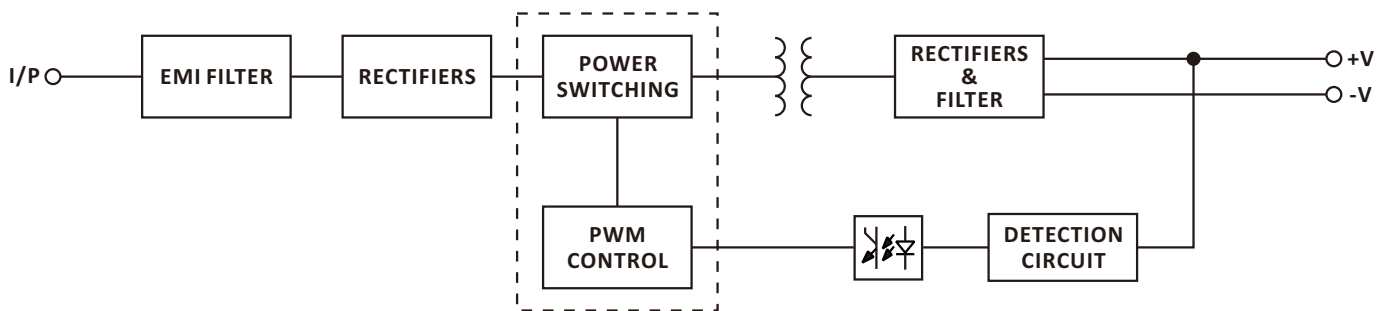 I/P
EMI FILTER
RECTIFIERS
POWER
SWITCHING
RECTIFIERS
&
FILTER
+V
-V
PWM
CONTROL
DETECTION
CIRCUIT